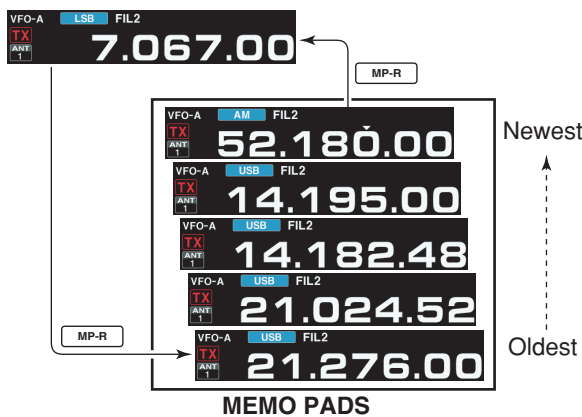 VFO-A LSB FIL2
TX
ANT
1
7.067.00
MP-R
VFO-A AM FIL2
TX
ANT
1
52.180.00
Newest
VFO-A USB FIL2
TX
ANT
1
14.195.00
VFO-A USB FIL2
TX
ANT
1
14.182.48
VFO-A USB FIL2
TX
ANT
1
21.024.52
MP-R
VFO-A USB FIL2
TX
ANT
1
21.276.00
Oldest
MEMO PADS